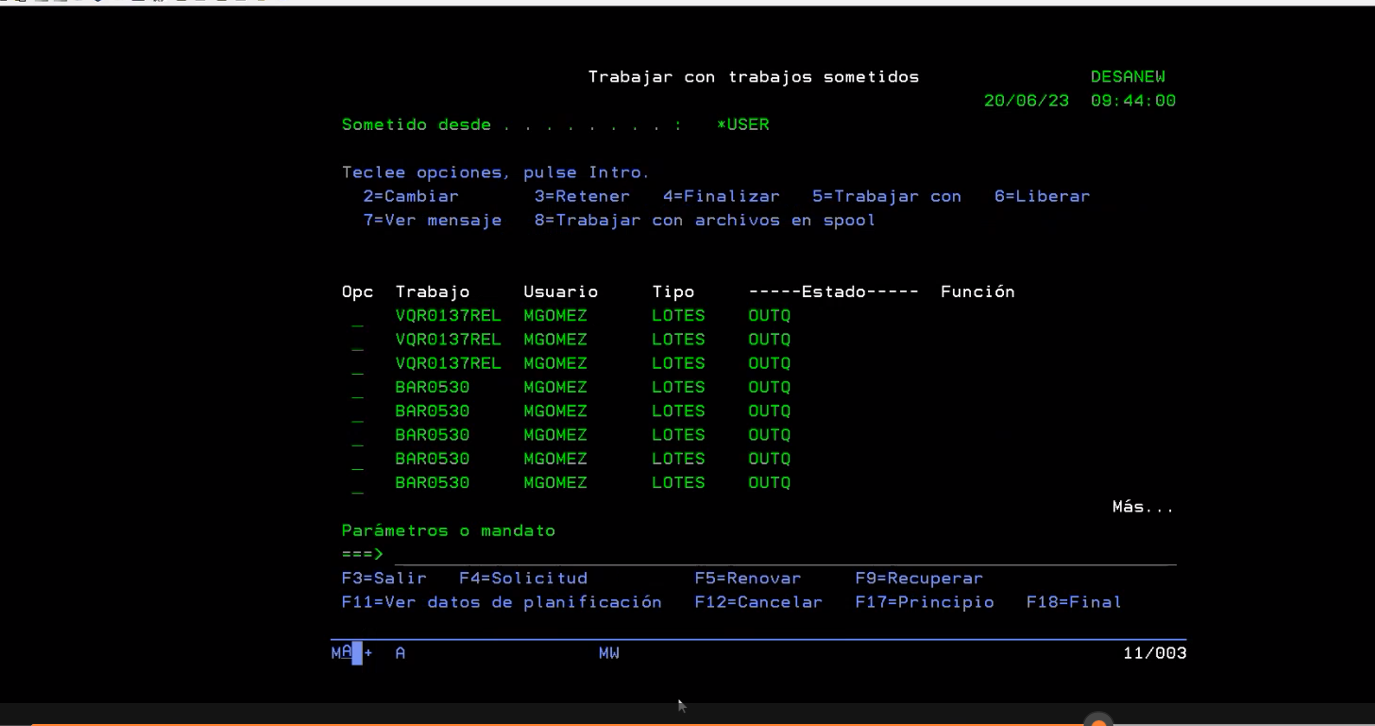 Trabajar con trabajos sometidos DESANEW
20/06/23 09:44:00
Sometido desde . . . . . . . . : *USER
Teclee opciones, pulse Intro.
2=Cambiar 3=Retener 4=Finalizar 5=Trabajar con 6=Liberar
7=Ver mensaje 8=Trabajar con archivos en spool
Opc Trabajo Usuario Tipo -----Estado----- Función
_ VQR0137REL MGOMEZ LOTES OUTQ
_ VQR0137REL MGOMEZ LOTES OUTQ
_ VQR0137REL MGOMEZ LOTES OUTQ
_ BAR0530 MGOMEZ LOTES OUTQ
_ BAR0530 MGOMEZ LOTES OUTQ
_ BAR0530 MGOMEZ LOTES OUTQ
_ BAR0530 MGOMEZ LOTES OUTQ
_ BAR0530 MGOMEZ LOTES OUTQ
Más...
Parámetros o mandato
===>
F3=Salir F4=Solicitud F5=Renovar F9=Recuperar
F11=Ver datos de planificación F12=Cancelar F17=Principio F18=Final
MA + A MW 11/003